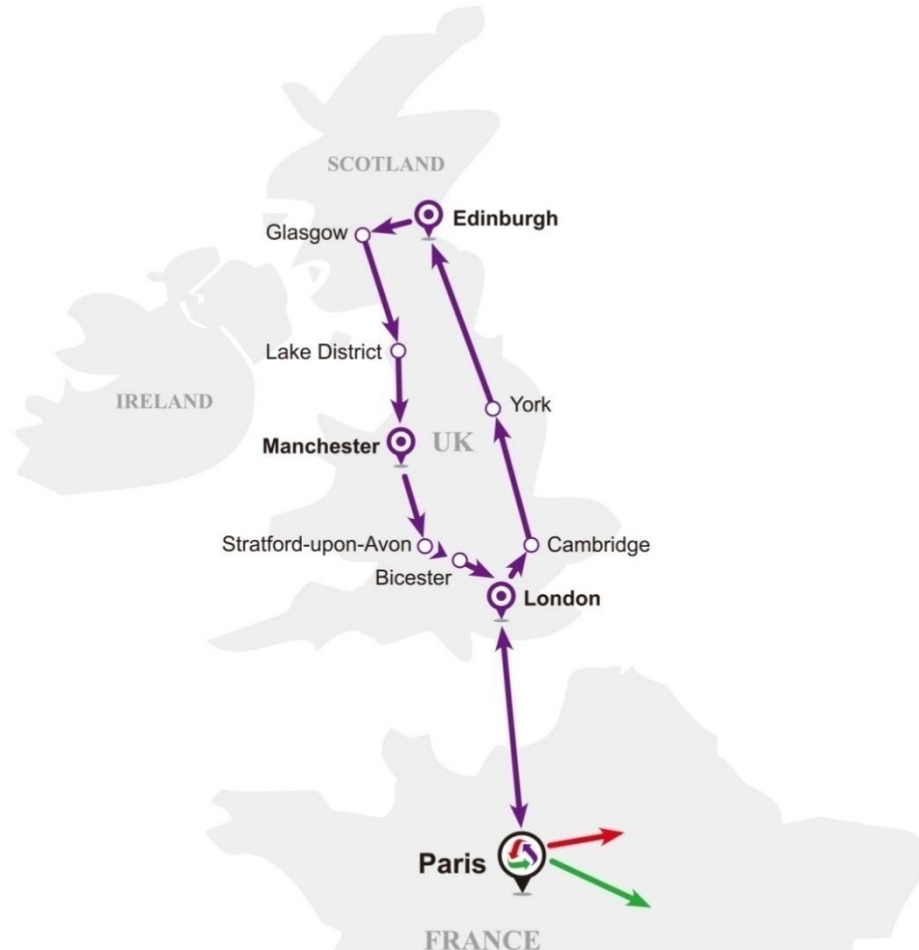 SCOTLAND
Edinburgh
Glasgow
Lake District
IRELAND
York
Manchester
UK
Stratford-upon-Avon
Cambridge
Bicester
London
Paris
FRANCE